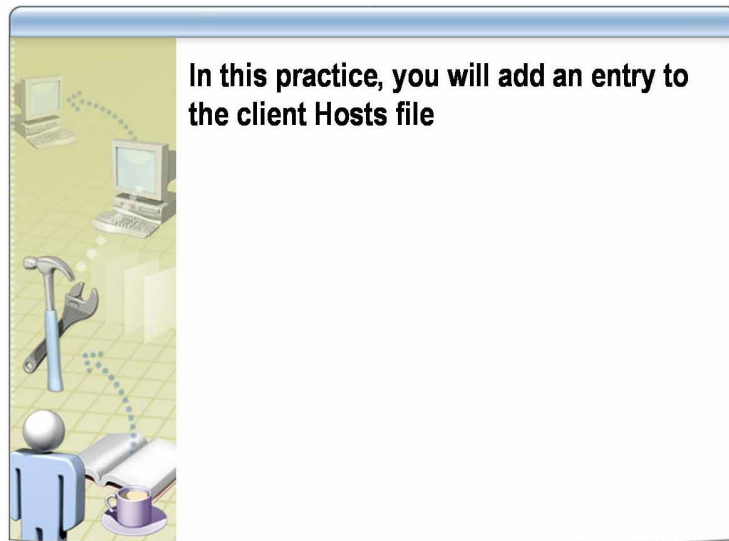 In this practice, you will add an entry to
the client Hosts file